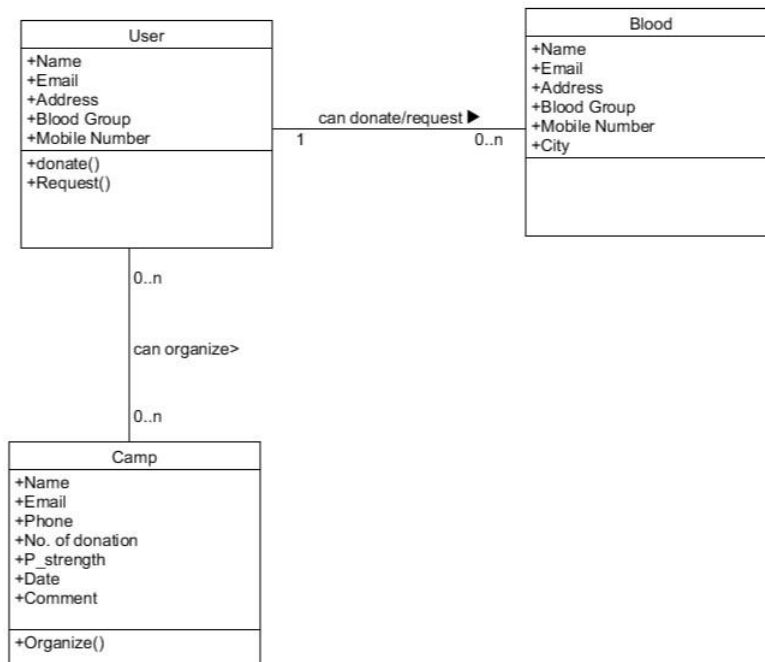 User
+Name
+Email
+Address
+Blood Group
+Mobile Number
+donate()
+Request()
can donate/request ▶
1
0..n
Blood
+Name
+Email
+Address
+Blood Group
+Mobile Number
+City
0..n
can organize>
0..n
Camp
+Name
+Email
+Phone
+No. of donation
+P_strength
+Date
+Comment
+Organize()